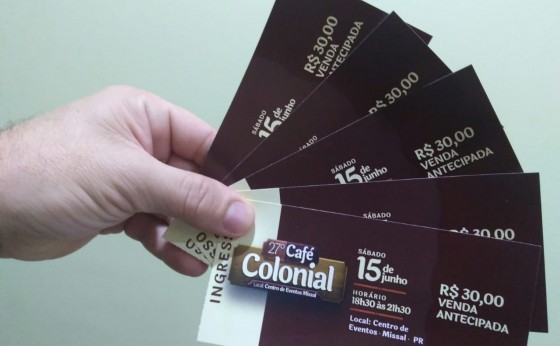 R$ 30,00
VENDA
ANTECIPADA
SÁBADO
15 de
junho
R$ 30,00
SÁBADO
15 de
junho
R$ 30,00
VENDA
ANTECIPADA
SÁBADO
R$ 30,00
INGRESS
27º Café
Colonial
Local: Centro de Eventos Missal
SÁBADO
15 de
junho
HORÁRIO
18h30 às 21h30
Local: Centro de
Eventos - Missal - PR
R$ 30,00
VENDA
ANTECIPADA